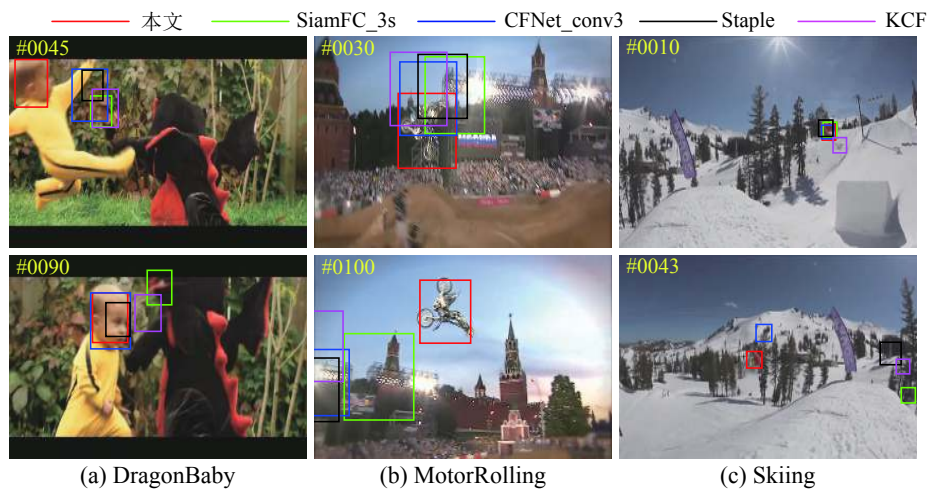 本文 SiamFC_3s CFNet_conv3 Staple KCF
#0045 #0030 #0010
#0090 #0100 #0043
(a) DragonBaby (b) MotorRolling (c) Skiing